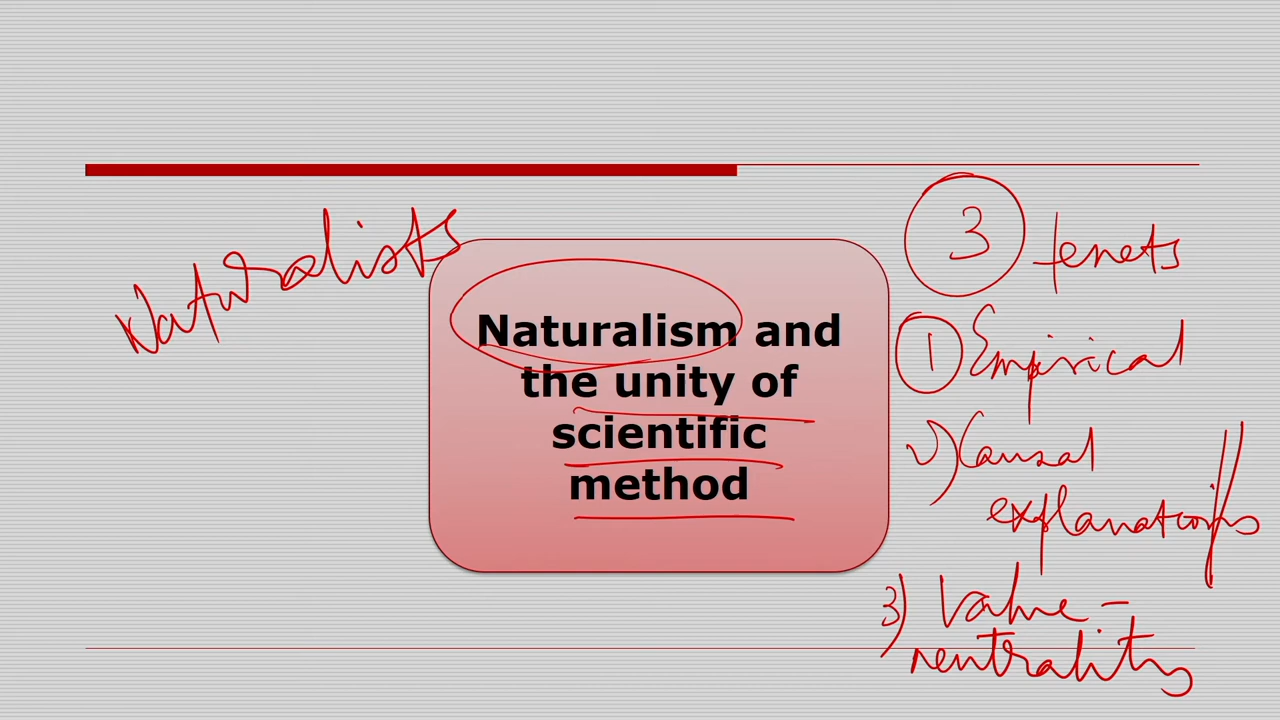 Naturalists
Naturalism and
the unity of
scientific
method
3 tenets
1 Empirical
2) Causal
explanations
3) Value-
neutrality